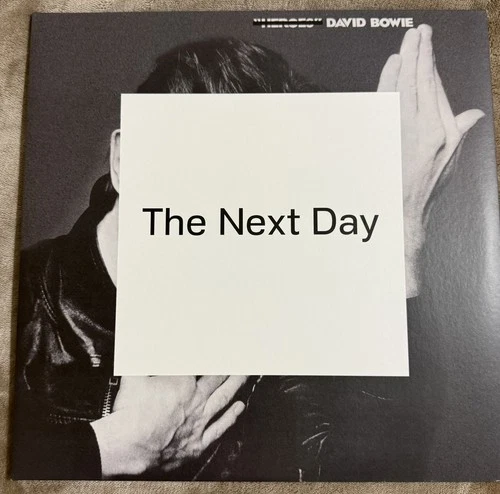 "HEROES" DAVID BOWIE
The Next Day